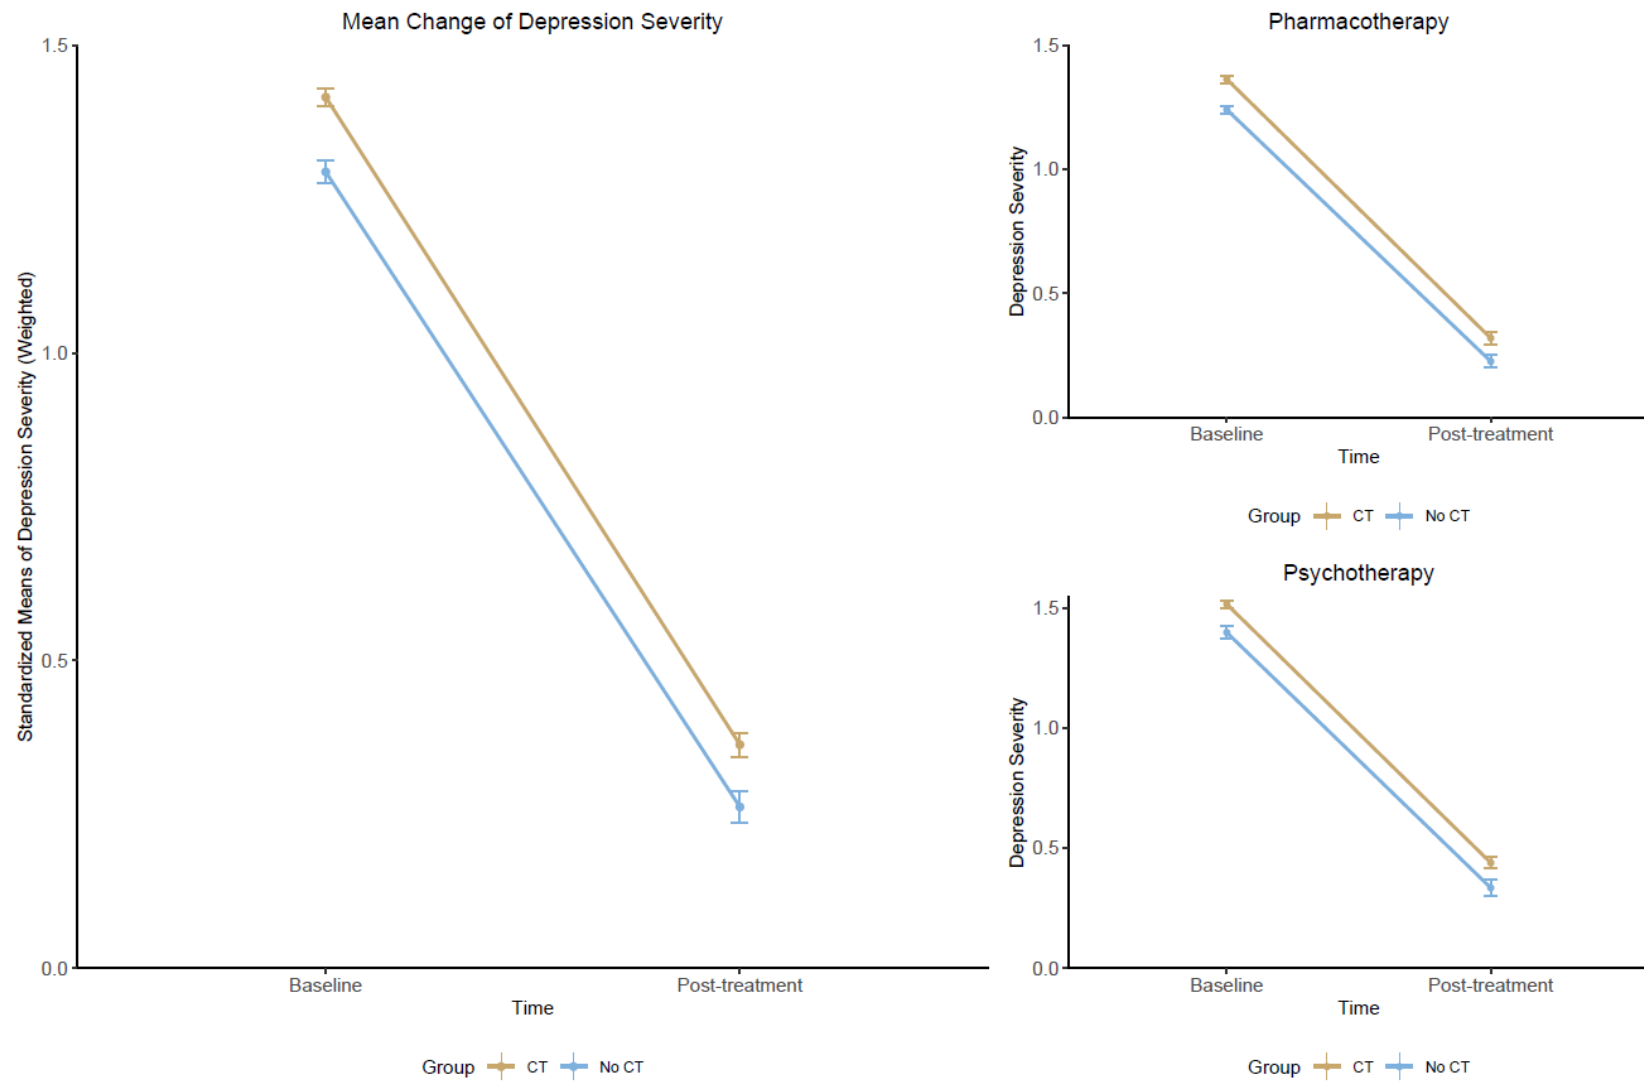 Mean Change of Depression Severity
Standardized Means of Depression Severity (Weighted)
1.5
1.0
0.5
0.0
Baseline
Post-treatment
Time
Group CT No CT
Pharmacotherapy
Depression Severity
1.5
1.0
0.5
0.0
Baseline
Post-treatment
Time
Group CT No CT
Psychotherapy
Depression Severity
1.5
1.0
0.5
0.0
Baseline
Post-treatment
Time
Group CT No CT